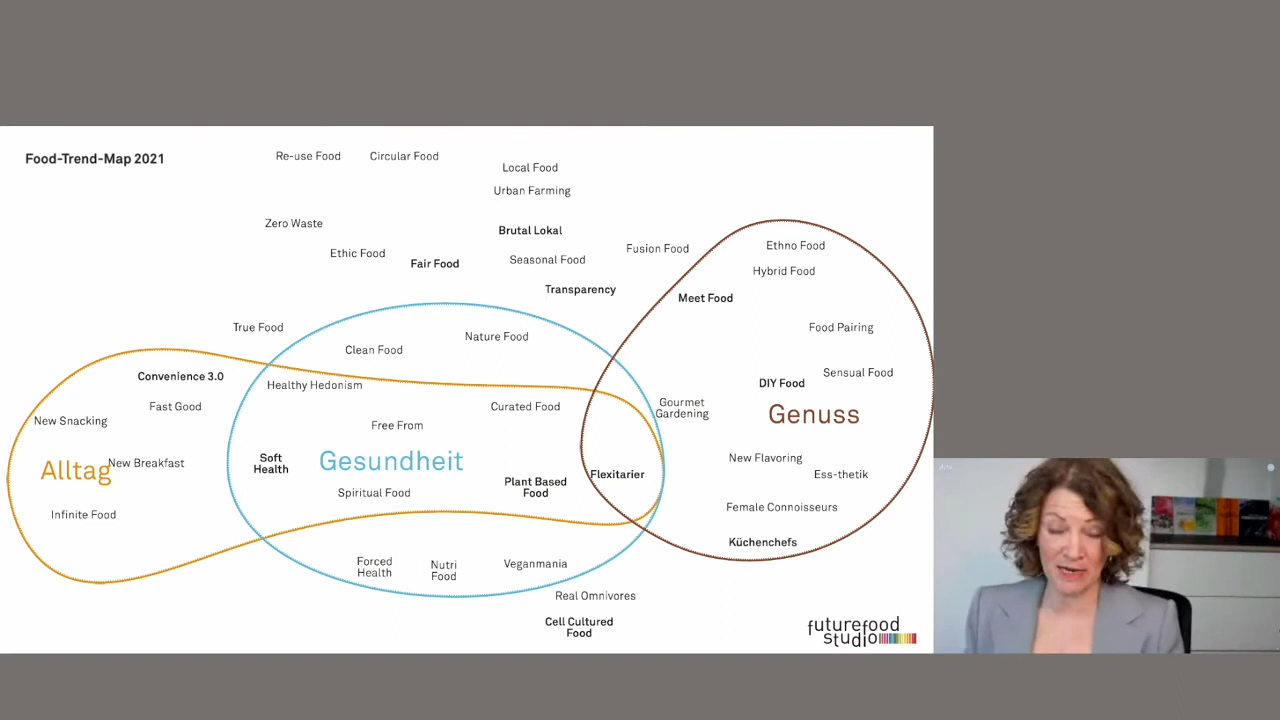 Food-Trend-Map 2021
Re-use Food
Circular Food
Local Food
Urban Farming
Zero Waste
Brutal Lokal
Ethic Food
Fair Food
Seasonal Food
Fusion Food
Ethno Food
Hybrid Food
Transparency
Meet Food
True Food
Nature Food
Food Pairing
Clean Food
Convenience 3.0
Healthy Hedonism
Sensual Food
DIY Food
Fast Good
Curated Food
Gourmet
Gardening
Genuss
New Snacking
Free From
Alltag
New Breakfast
Soft
Health
Gesundheit
New Flavoring
Flexitarier
Ess-thetik
Plant Based
Food
Spiritual Food
Infinite Food
Female Connoisseurs
Küchenchefs
Forced
Health
Nutri
Food
Veganmania
Real Omnivores
Cell Cultured
Food
futurefood
studio